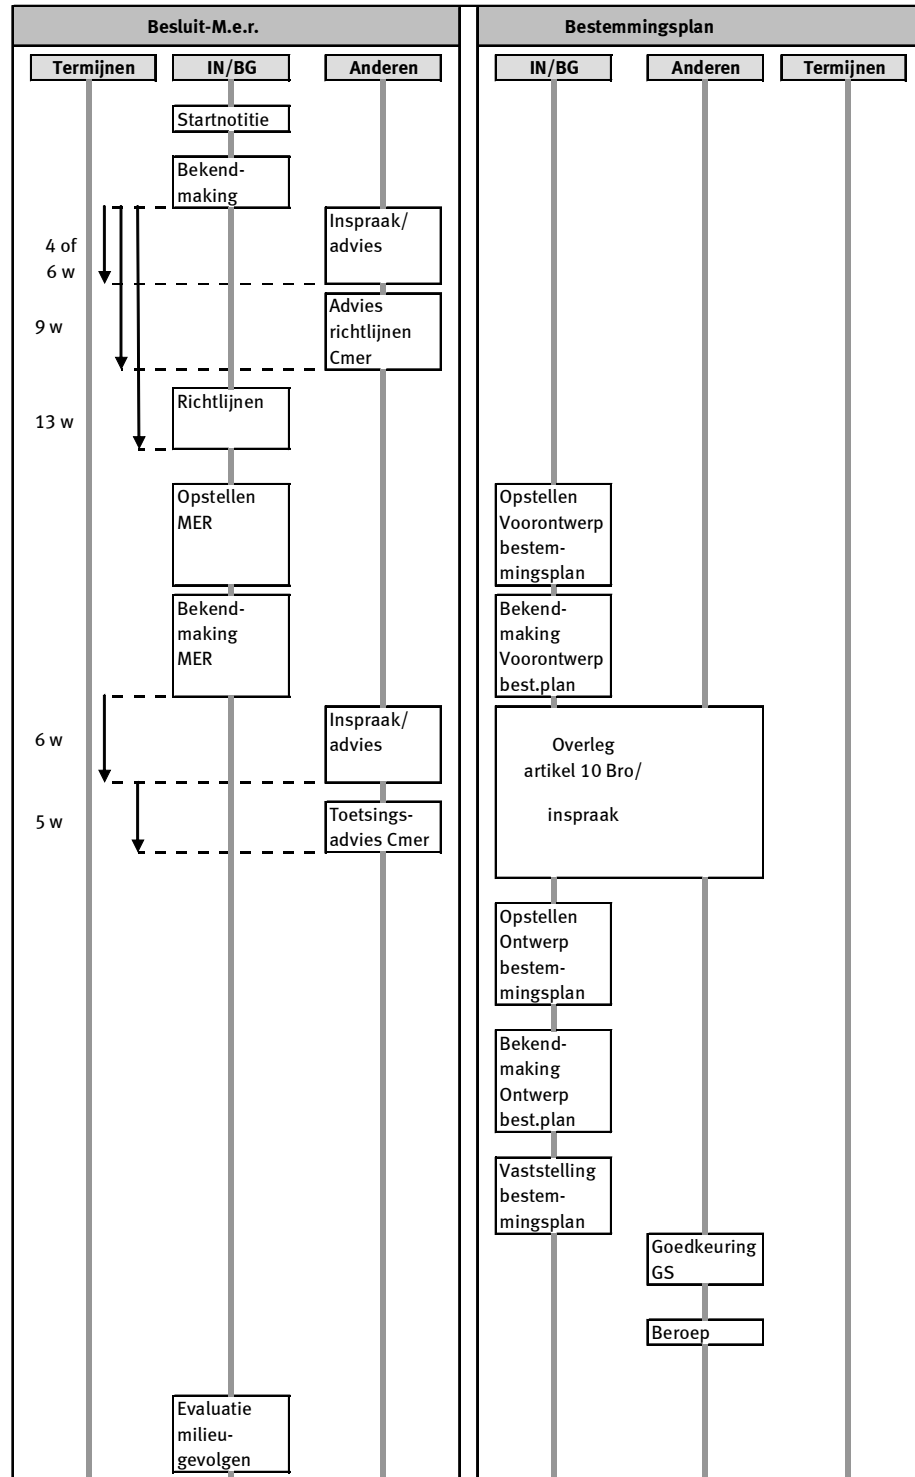 Besluit-M.e.r.
Bestemmingsplan
Termijnen
IN/BG
Anderen
IN/BG
Anderen
Termijnen
Startnotitie
Bekend-
making
Inspraak/
advies
4 of
6 w
Advies
richtlijnen
Cmer
9 w
Richtlijnen
13 w
Opstellen
MER
Opstellen
Voorontwerp
bestem-
mingsplan
Bekend-
making
MER
Bekend-
making
Voorontwerp
best.plan
Inspraak/
advies
6 w
Overleg
artikel 10 Bro/
inspraak
Toetsings-
advies Cmer
5 w
Opstellen
Ontwerp
bestem-
mingsplan
Bekend-
making
Ontwerp
best.plan
Vaststelling
bestem-
mingsplan
Goedkeuring
GS
Beroep
Evaluatie
milieu-
gevolgen